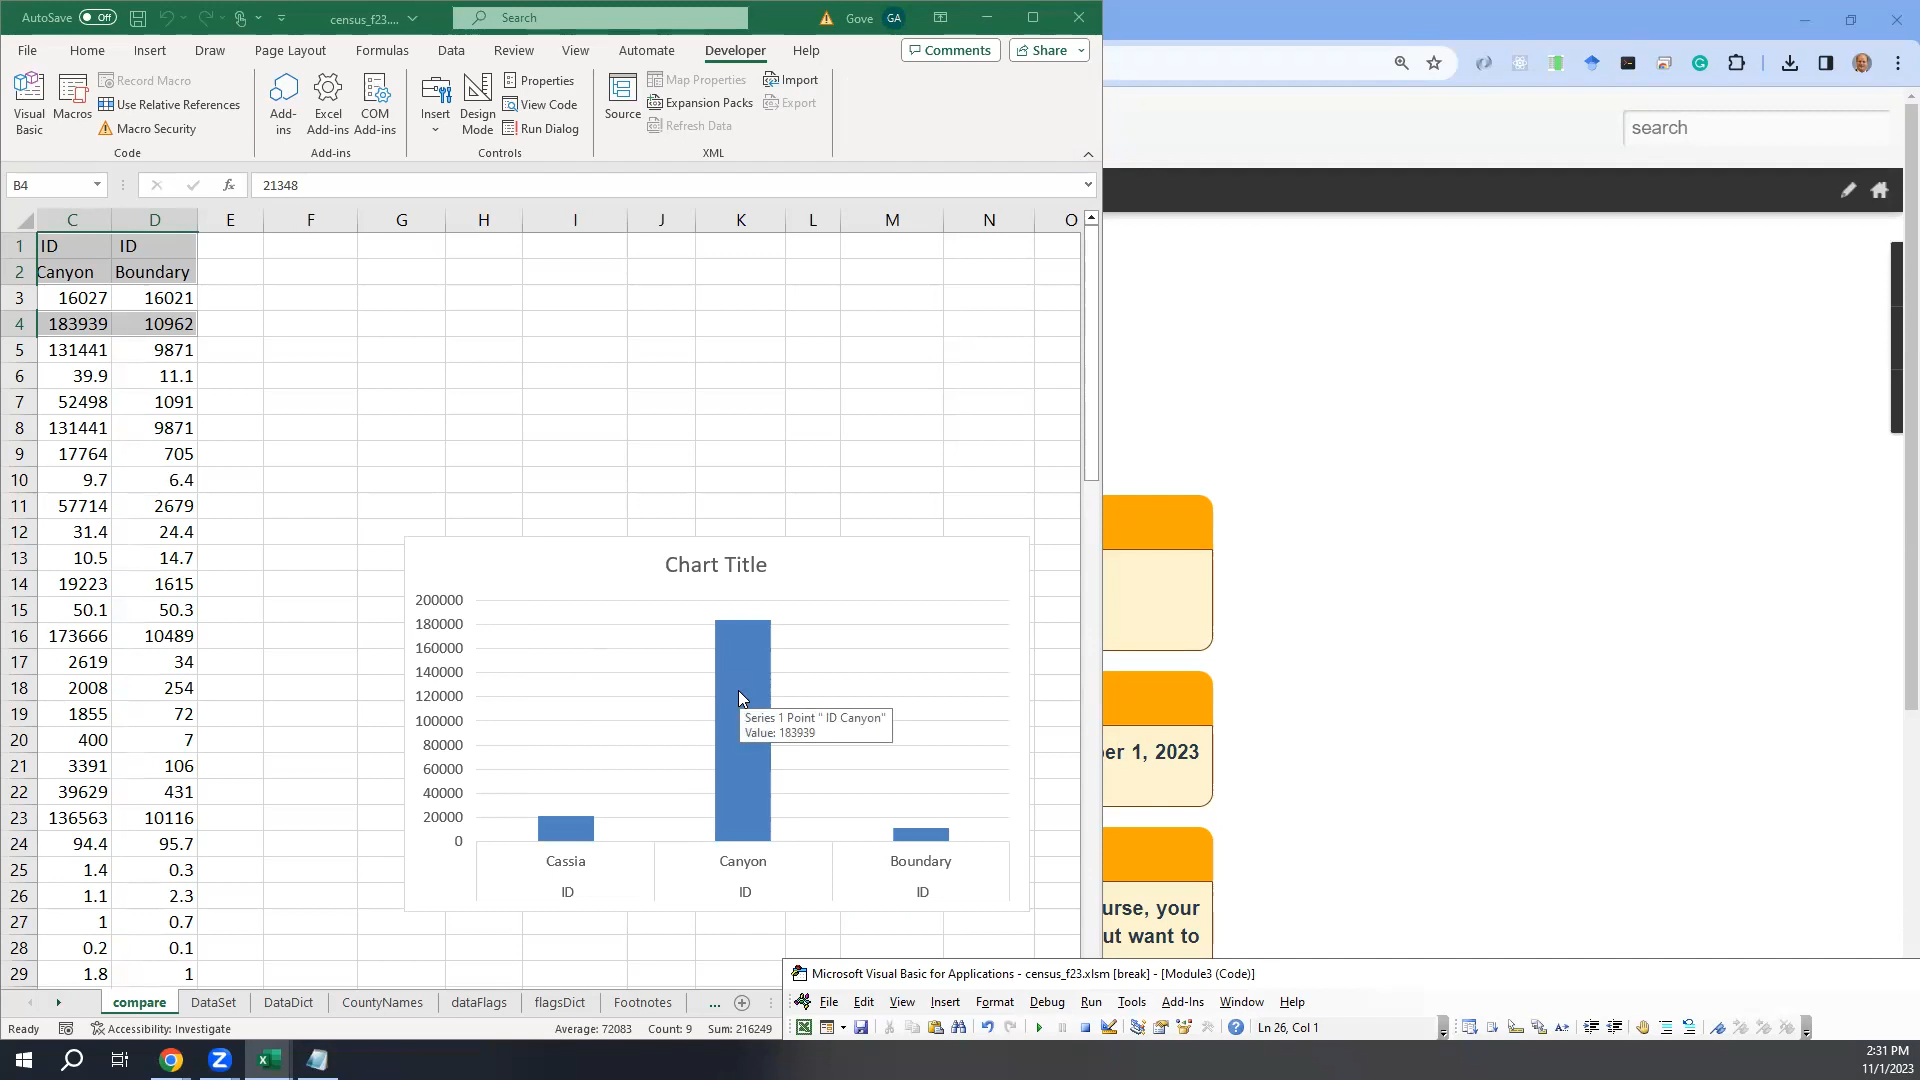 AutoSave Off census_f23.... Search Gove GA
File Home Insert Draw Page Layout Formulas Data Review View Automate Developer Help Comments Share
Visual Basic Macros Record Macro Use Relative References Macro Security Code
Add-ins Excel Add-ins COM Add-ins Add-ins
Insert Design Mode Properties View Code Run Dialog Controls
Source Map Properties Expansion Packs Refresh Data Import Export XML
B4 fx 21348
C D E F G H I J K L M N O
1 ID ID
2 Canyon Boundary
3 16027 16021
4 183939 10962
5 131441 9871
6 39.9 11.1
7 52498 1091
8 131441 9871
9 17764 705
10 9.7 6.4
11 57714 2679
12 31.4 24.4
13 10.5 14.7
14 19223 1615
15 50.1 50.3
16 173666 10489
17 2619 34
18 2008 254
19 1855 72
20 400 7
21 3391 106
22 39629 431
23 136563 10116
24 94.4 95.7
25 1.4 0.3
26 1.1 2.3
27 1 0.7
28 0.2 0.1
29 1.8 1
Chart Title
200000
180000
160000
140000
120000
100000
80000
60000
40000
20000
0
Series 1 Point " ID Canyon"
Value: 183939
Cassia Canyon Boundary
ID ID ID
compare DataSet DataDict CountyNames dataFlags flagsDict Footnotes ...
Ready Accessibility: Investigate Average: 72083 Count: 9 Sum: 216249
search
er 1, 2023
urse, your
ut want to
Microsoft Visual Basic for Applications - census_f23.xlsm [break] - [Module3 (Code)]
File Edit View Insert Format Debug Run Tools Add-Ins Window Help
Ln 26, Col 1
2:31 PM
11/1/2023